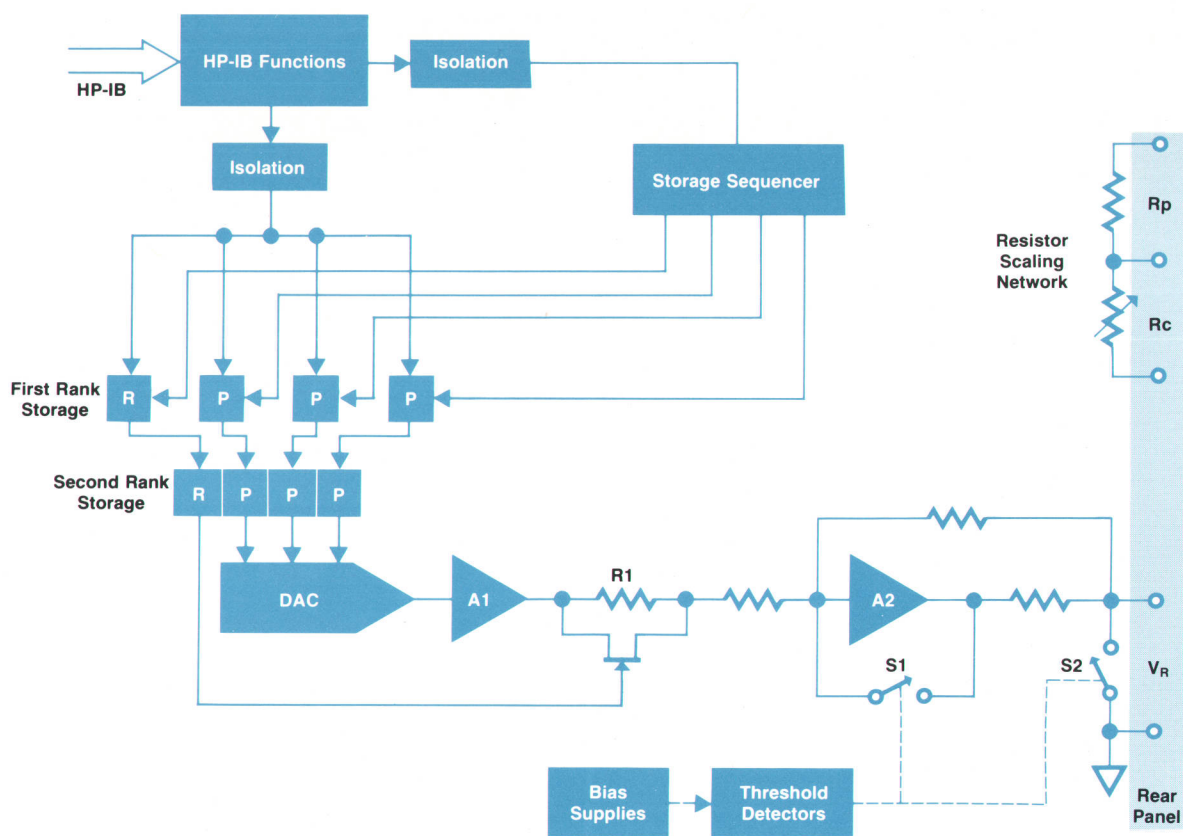 HP-IB
HP-IB Functions
Isolation
Isolation
Storage Sequencer
Resistor
Scaling
Network
Rp
Rc
First Rank
Storage
R
P
P
P
Second Rank
Storage
R
P
P
P
DAC
A1
R1
A2
S1
S2
VR
Bias
Supplies
Threshold
Detectors
Rear
Panel